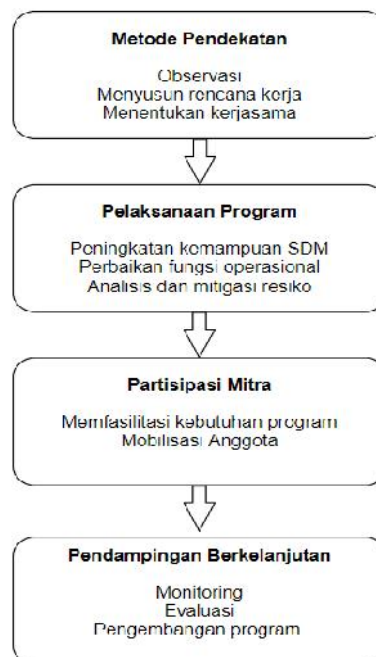 Metode Pendekatan
Observasi
Menyusun rencana kerja
Menentukan kerjasama
Pelaksanaan Program
Peningkatan kemampuan SDM
Perbaikan fungsi operasional
Analisis dan mitigasi resiko
Partisipasi Mitra
Memfasilitasi kebutuhan program
Mobilisasi Anggota
Pendampingan Berkelanjutan
Monitoring
Evaluasi
Pengembangan program